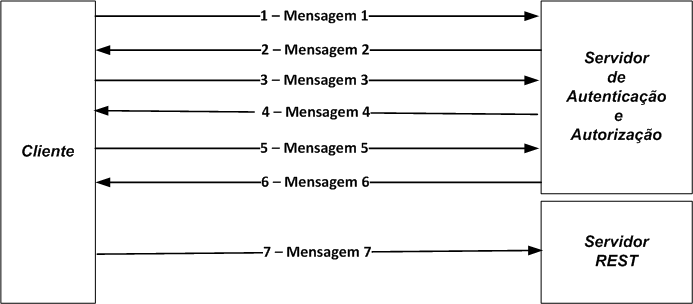 1 – Mensagem 1
2 – Mensagem 2
3 – Mensagem 3
4 – Mensagem 4
5 – Mensagem 5
6 – Mensagem 6
7 – Mensagem 7
Cliente
Servidor
de
Autenticação
e
Autorização
Servidor
REST